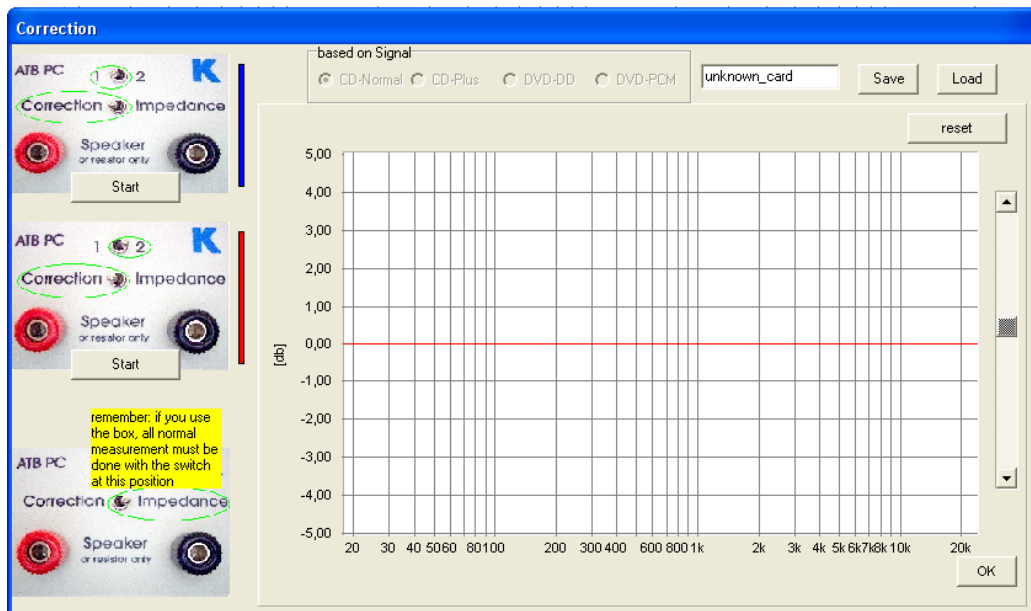 Correction
based on Signal
CD-Normal CD-Plus DVD-DD DVD-PCM
unknown_card
Save
Load
reset
ATB PC 1 2 K
Correction Impedance
Speaker
or resistor only
Start
ATB PC 1 2 K
Correction Impedance
Speaker
or resistor only
Start
remember: if you use
the box, all normal
measurement must be
done with the switch
at this position
ATB PC
Correction Impedance
Speaker
or resistor only
[db]
5,00
4,00
3,00
2,00
1,00
0,00
-1,00
-2,00
-3,00
-4,00
-5,00
20 30 40 50 60 80 100 200 300 400 600 800 1k 2k 3k 4k 5k 6k 7k 8k 10k 20k
OK